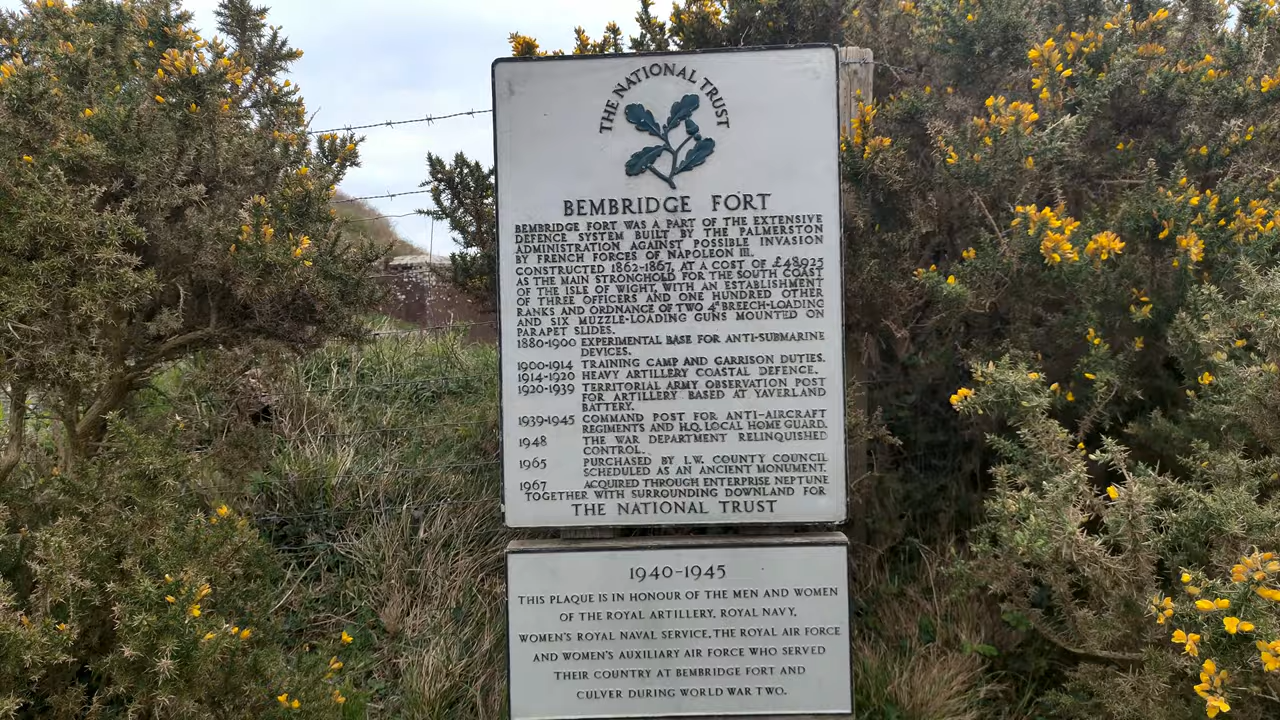 THE NATIONAL TRUST
BEMBRIDGE FORT
BEMBRIDGE FORT WAS A PART OF THE EXTENSIVE
DEFENCE SYSTEM BUILT BY THE PALMERSTON
ADMINISTRATION AGAINST POSSIBLE INVASION
BY FRENCH FORCES OF NAPOLEON III.
CONSTRUCTED 1862-1867, AT A COST OF £48925
AS THE MAIN STRONGHOLD FOR THE SOUTH COAST
OF THE ISLE OF WIGHT, WITH AN ESTABLISHMENT
OF THREE OFFICERS AND ONE HUNDRED OTHER
RANKS AND ORDNANCE OF TWO 4" BREECH-LOADING
AND SIX MUZZLE-LOADING GUNS MOUNTED ON
PARAPET SLIDES.
1880-1900 EXPERIMENTAL BASE FOR ANTI-SUBMARINE
DEVICES.
1900-1914 TRAINING CAMP AND GARRISON DUTIES.
1914-1920 HEAVY ARTILLERY COASTAL DEFENCE.
1920-1939 TERRITORIAL ARMY OBSERVATION POST
FOR ARTILLERY BASED AT YAVERLAND
BATTERY.
1939-1945 COMMAND POST FOR ANTI-AIRCRAFT
REGIMENTS AND H.Q. LOCAL HOME GUARD.
1948 THE WAR DEPARTMENT RELINQUISHED
CONTROL.
1965 PURCHASED BY I.W. COUNTY COUNCIL
SCHEDULED AS AN ANCIENT MONUMENT.
1967 ACQUIRED THROUGH ENTERPRISE NEPTUNE
TOGETHER WITH SURROUNDING DOWNLAND FOR
THE NATIONAL TRUST
1940-1945
THIS PLAQUE IS IN HONOUR OF THE MEN AND WOMEN
OF THE ROYAL ARTILLERY, ROYAL NAVY,
WOMEN'S ROYAL NAVAL SERVICE, THE ROYAL AIR FORCE
AND WOMEN'S AUXILIARY AIR FORCE WHO SERVED
THEIR COUNTRY AT BEMBRIDGE FORT AND
CULVER DURING WORLD WAR TWO.